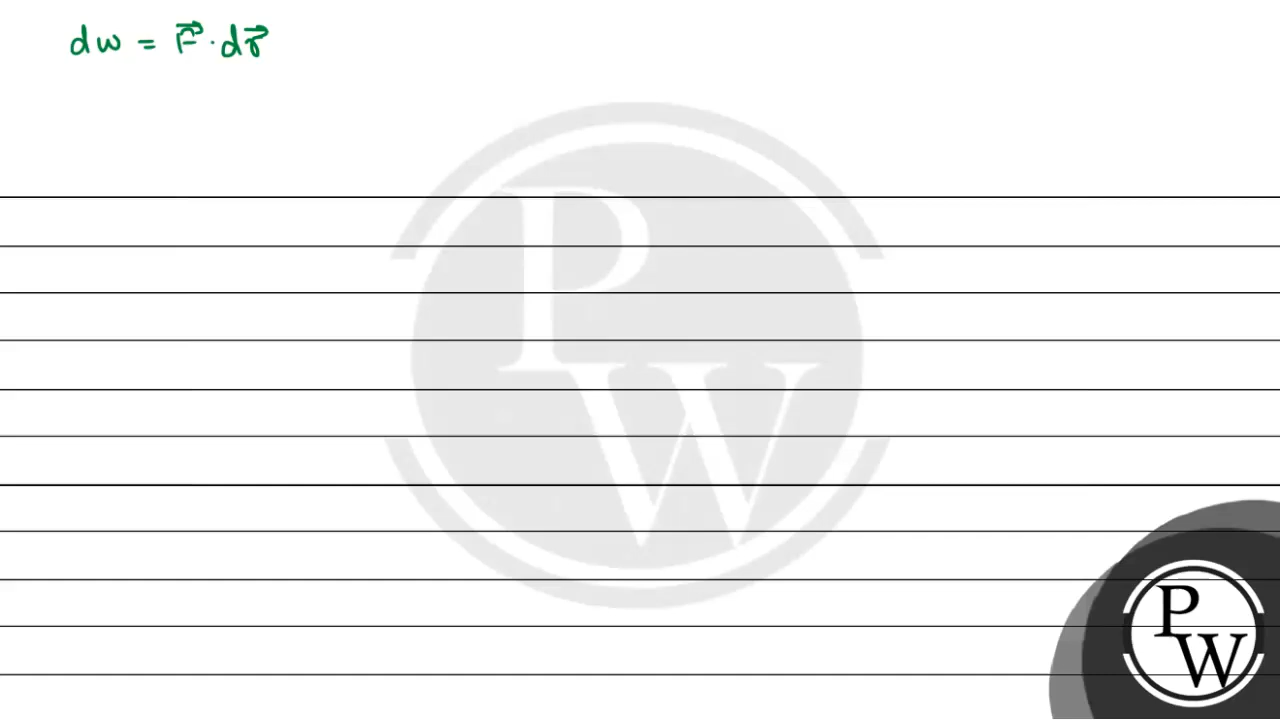 dw = F⃗ · dr⃗
P
W
P
W